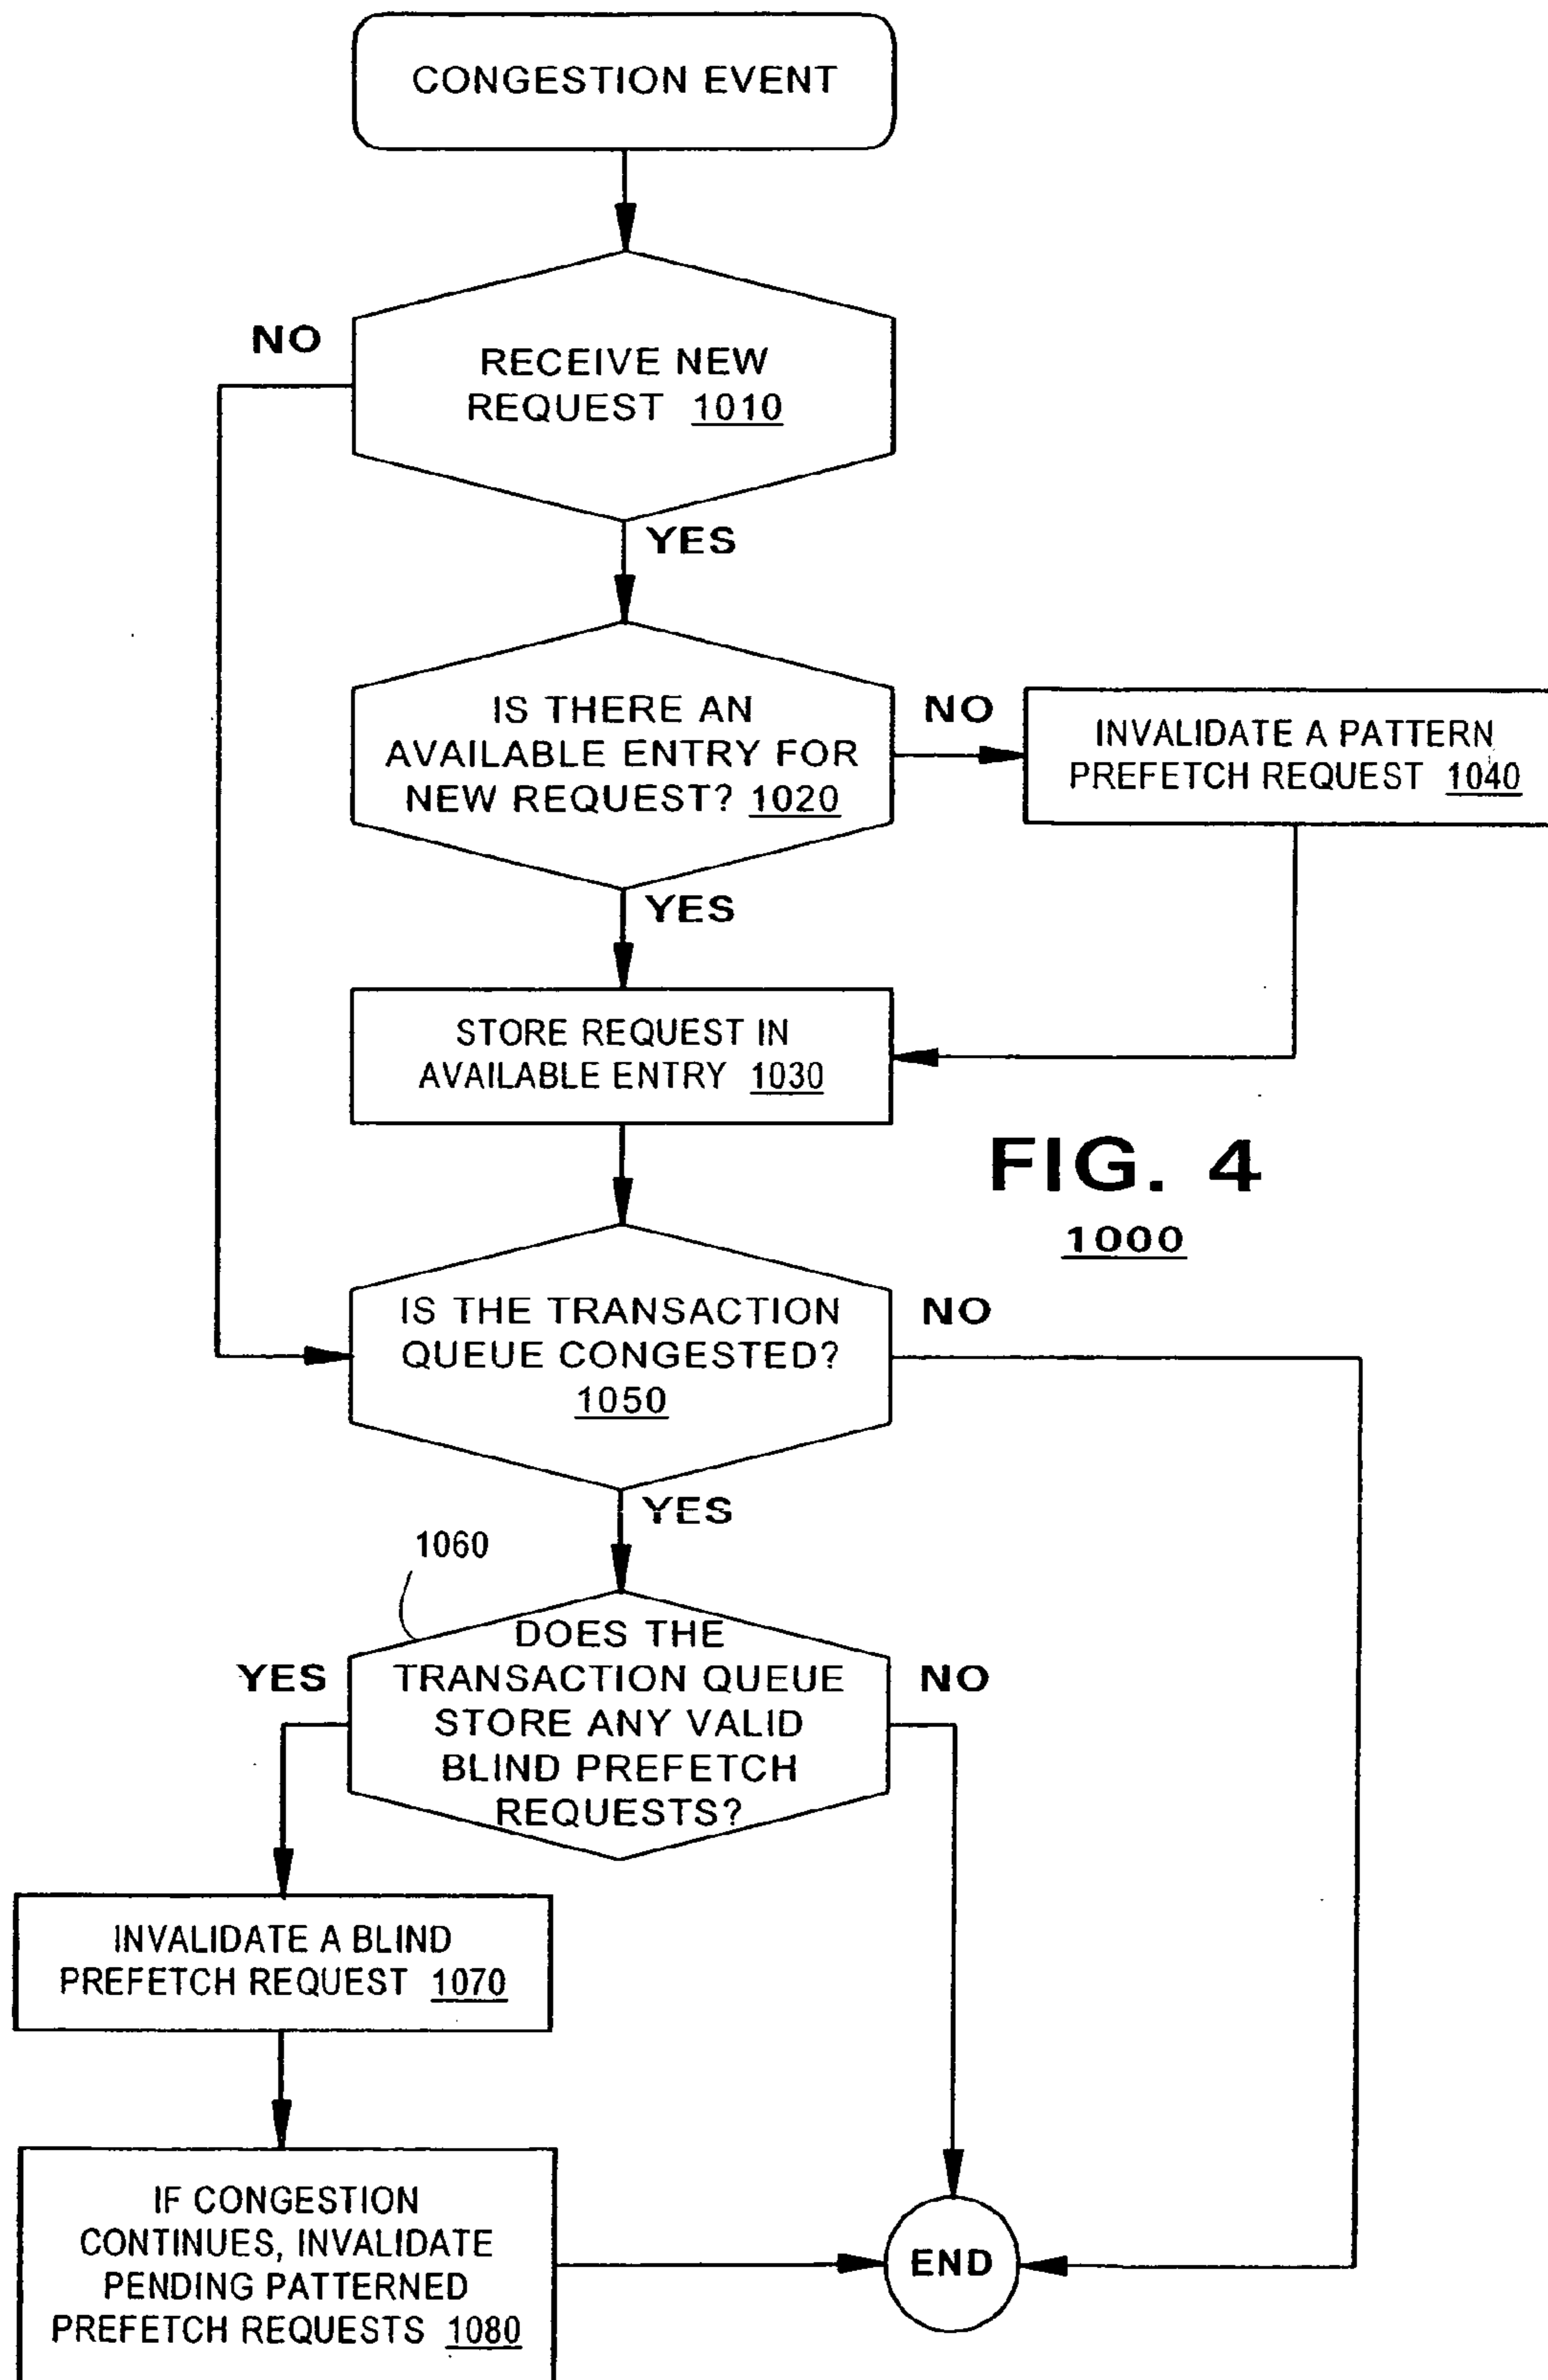 CONGESTION EVENT
NO
RECEIVE NEW
REQUEST 1010
YES
IS THERE AN
AVAILABLE ENTRY FOR
NEW REQUEST? 1020
NO
INVALIDATE A PATTERN
PREFETCH REQUEST 1040
YES
STORE REQUEST IN
AVAILABLE ENTRY 1030
FIG. 4
1000
IS THE TRANSACTION
QUEUE CONGESTED?
1050
NO
YES
1060
DOES THE
TRANSACTION QUEUE
STORE ANY VALID
BLIND PREFETCH
REQUESTS?
YES
NO
INVALIDATE A BLIND
PREFETCH REQUEST 1070
IF CONGESTION
CONTINUES, INVALIDATE
PENDING PATTERNED
PREFETCH REQUESTS 1080
END